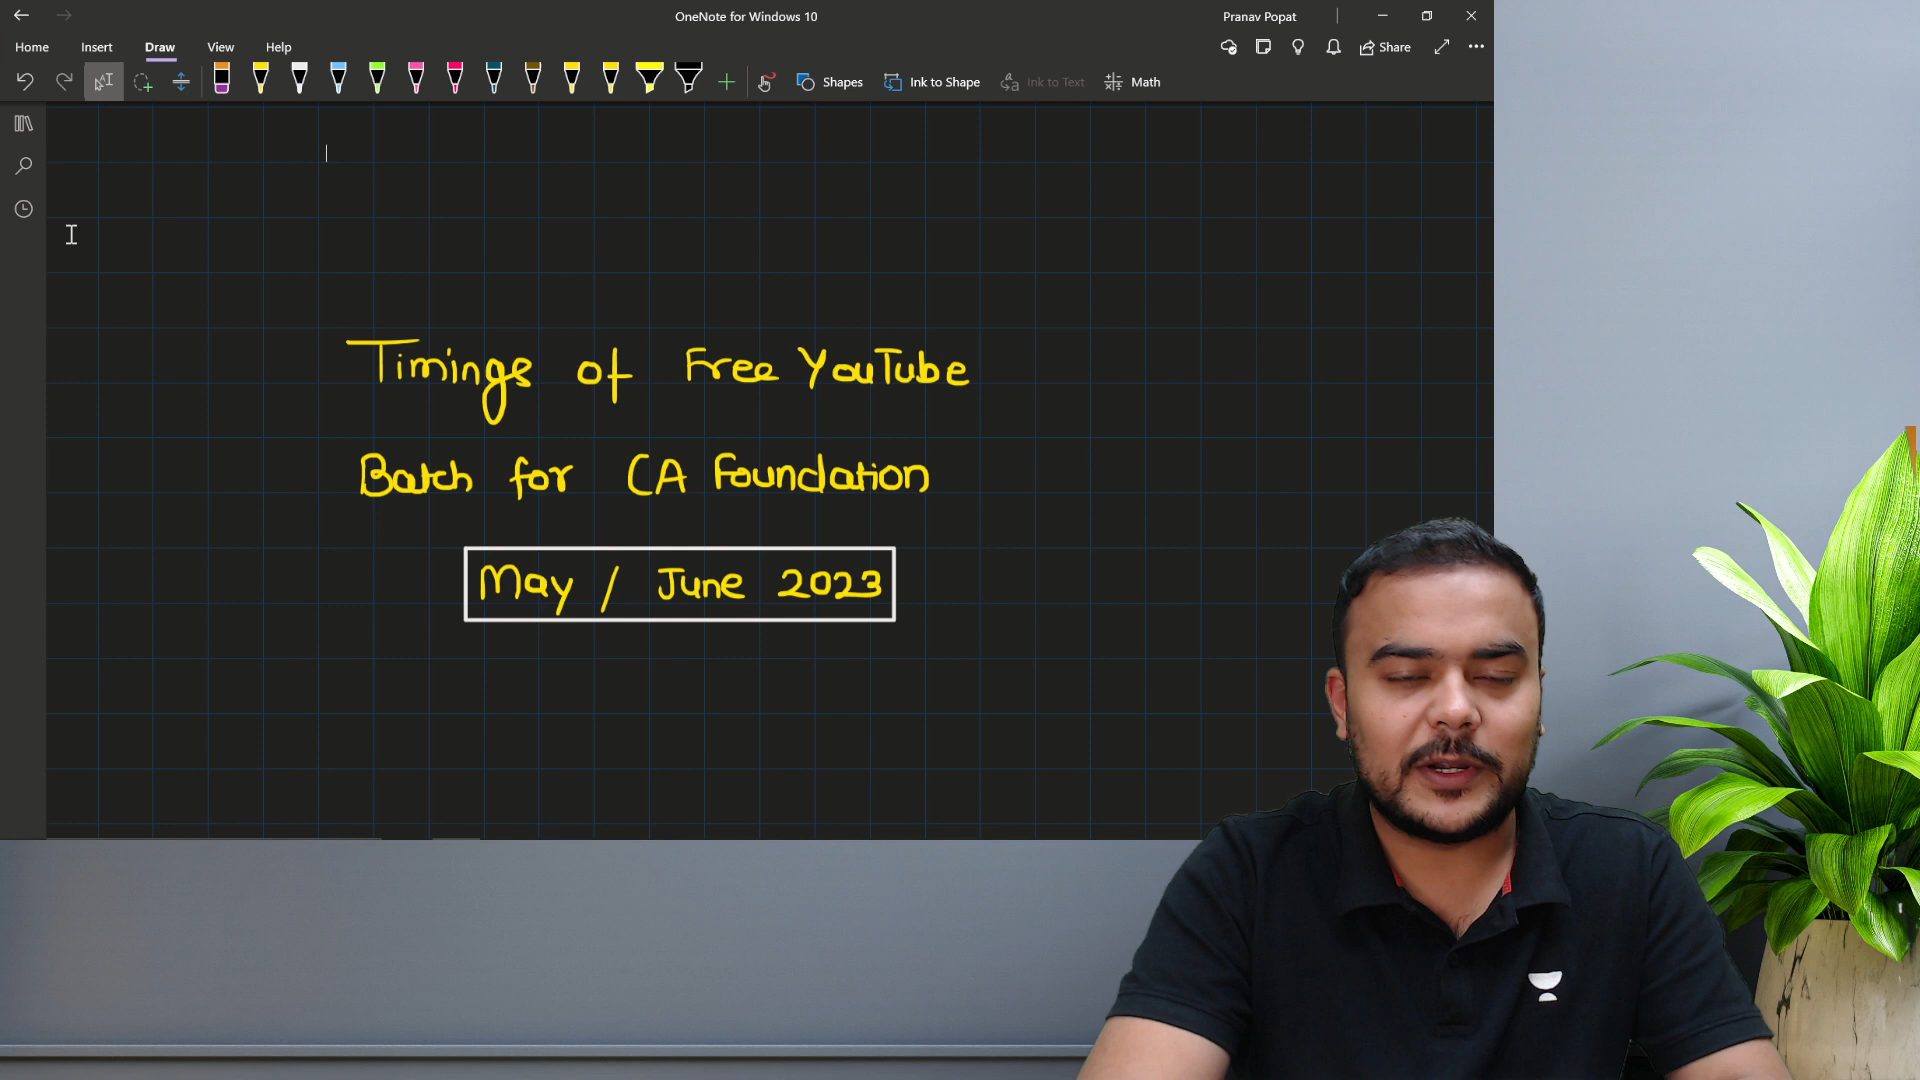 OneNote for Windows 10
Pranav Popat
Home Insert Draw View Help
Share
Shapes Ink to Shape Ink to Text Math
Timings of Free YouTube
Batch for CA Foundation
May / June 2023